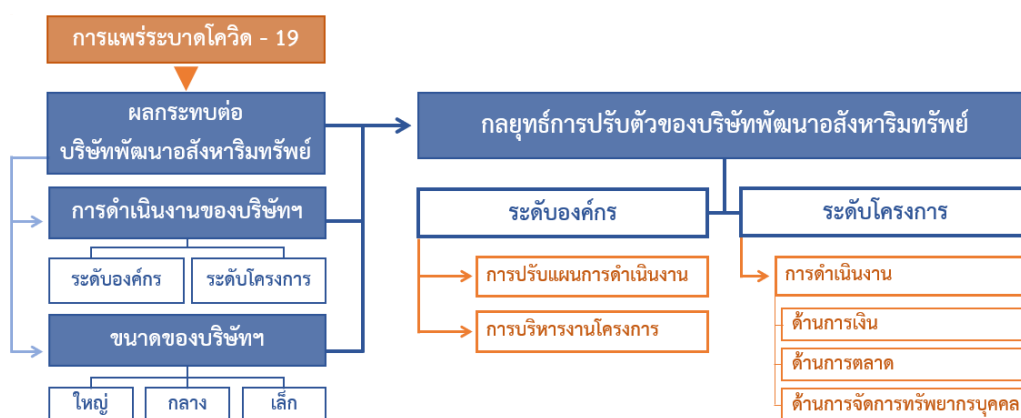 การแพร่ระบาดโควิด - 19
ผลกระทบต่อ
บริษัทพัฒนาอสังหาริมทรัพย์
การดำเนินงานของบริษัทฯ
ระดับองค์กร
ระดับโครงการ
ขนาดของบริษัทฯ
ใหญ่
กลาง
เล็ก
กลยุทธ์การปรับตัวของบริษัทพัฒนาอสังหาริมทรัพย์
ระดับองค์กร
การปรับแผนการดำเนินงาน
การบริหารงานโครงการ
ระดับโครงการ
การดำเนินงาน
ด้านการเงิน
ด้านการตลาด
ด้านการจัดการทรัพยากรบุคคล